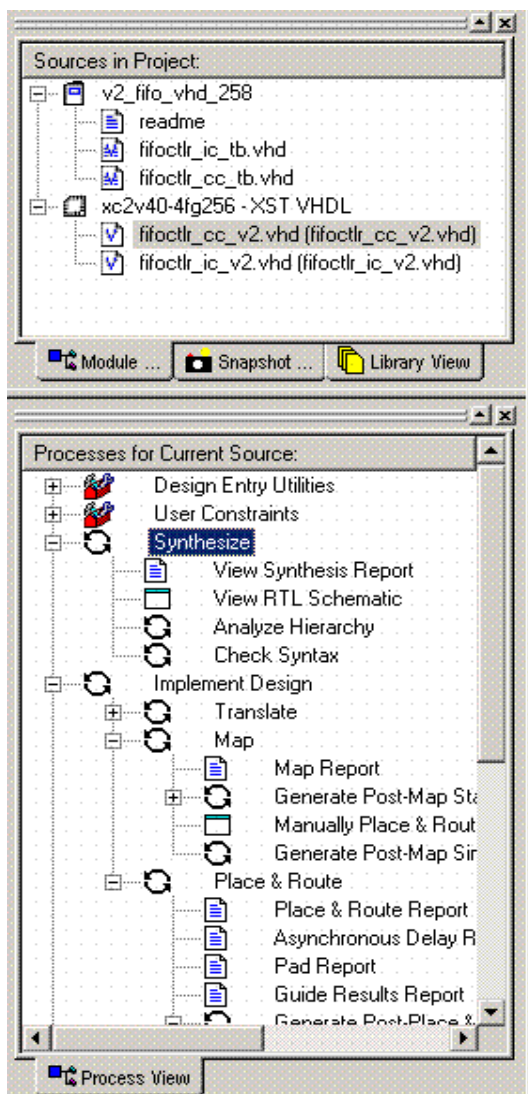 Sources in Project:
v2_fifo_vhd_258
readme
fifoctlr_ic_tb.vhd
fifoctlr_cc_tb.vhd
xc2v40-4fg256 - XST VHDL
fifoctlr_cc_v2.vhd (fifoctlr_cc_v2.vhd)
fifoctlr_ic_v2.vhd (fifoctlr_ic_v2.vhd)
Module ... Snapshot ... Library View
Processes for Current Source:
Design Entry Utilities
User Constraints
Synthesize
View Synthesis Report
View RTL Schematic
Analyze Hierarchy
Check Syntax
Implement Design
Translate
Map
Map Report
Generate Post-Map Sta
Manually Place & Rout
Generate Post-Map Sir
Place & Route
Place & Route Report
Asynchronous Delay R
Pad Report
Guide Results Report
Generate Post-Place &
Process View